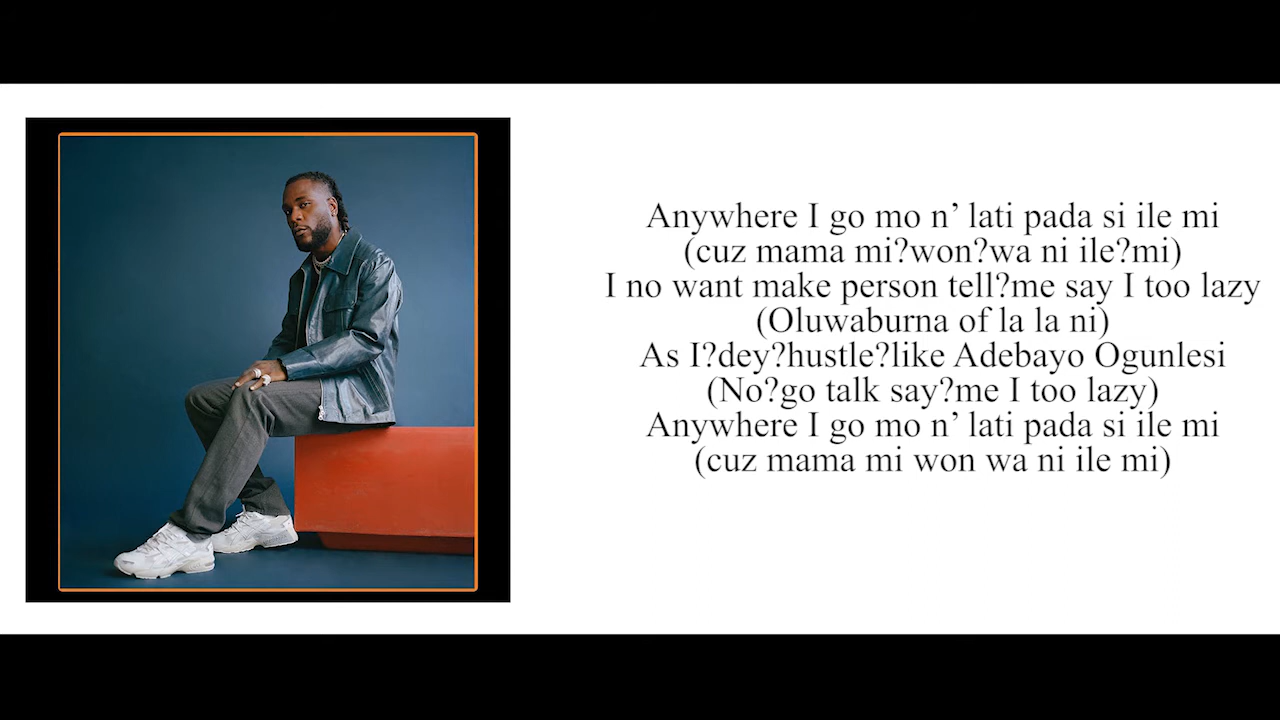 Anywhere I go mo n’ lati pada si ile mi
(cuz mama mi?won?wa ni ile?mi)
I no want make person tell?me say I too lazy
(Oluwaburna of la la ni)
As I?dey?hustle?like Adebayo Ogunlesi
(No?go talk say?me I too lazy)
Anywhere I go mo n’ lati pada si ile mi
(cuz mama mi won wa ni ile mi)